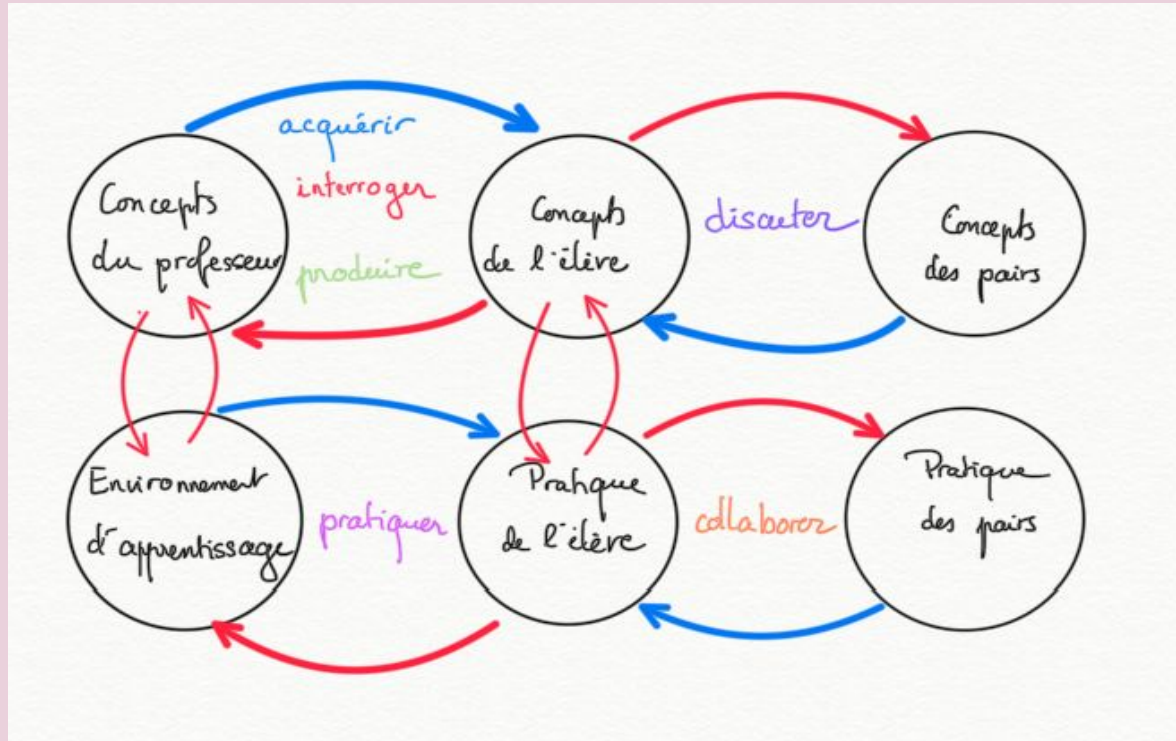 acquérir
interroger
produire
Concepts
du professeur
Concepts
de l'élève
discuter
Concepts
des pairs
Environnement
d'apprentissage
pratiquer
Pratique
de l'élève
collaborer
Pratique
des pairs